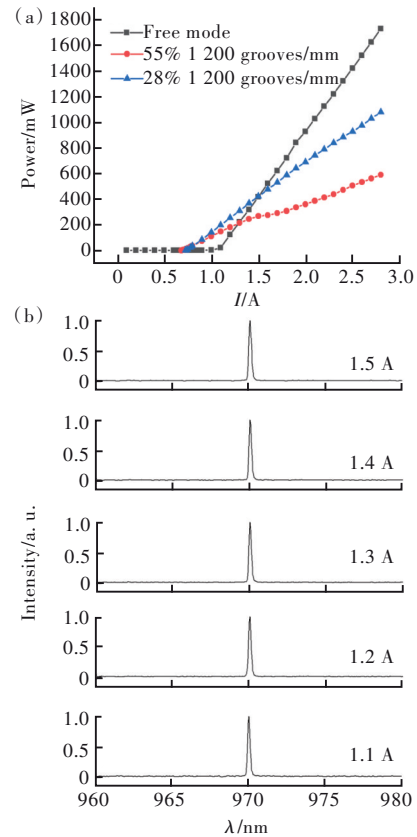 (a)
1800
1600
1400
1200
1000
800
600
400
200
0
Power/mW
Free mode
55% 1 200 grooves/mm
28% 1 200 grooves/mm
0 0.5 1.0 1.5 2.0 2.5 3.0
I/A
(b)
Intensity/a. u.
1.0
0.5
0
1.5 A
1.0
0.5
0
1.4 A
1.0
0.5
0
1.3 A
1.0
0.5
0
1.2 A
1.0
0.5
0
1.1 A
960 965 970 975 980
λ/nm